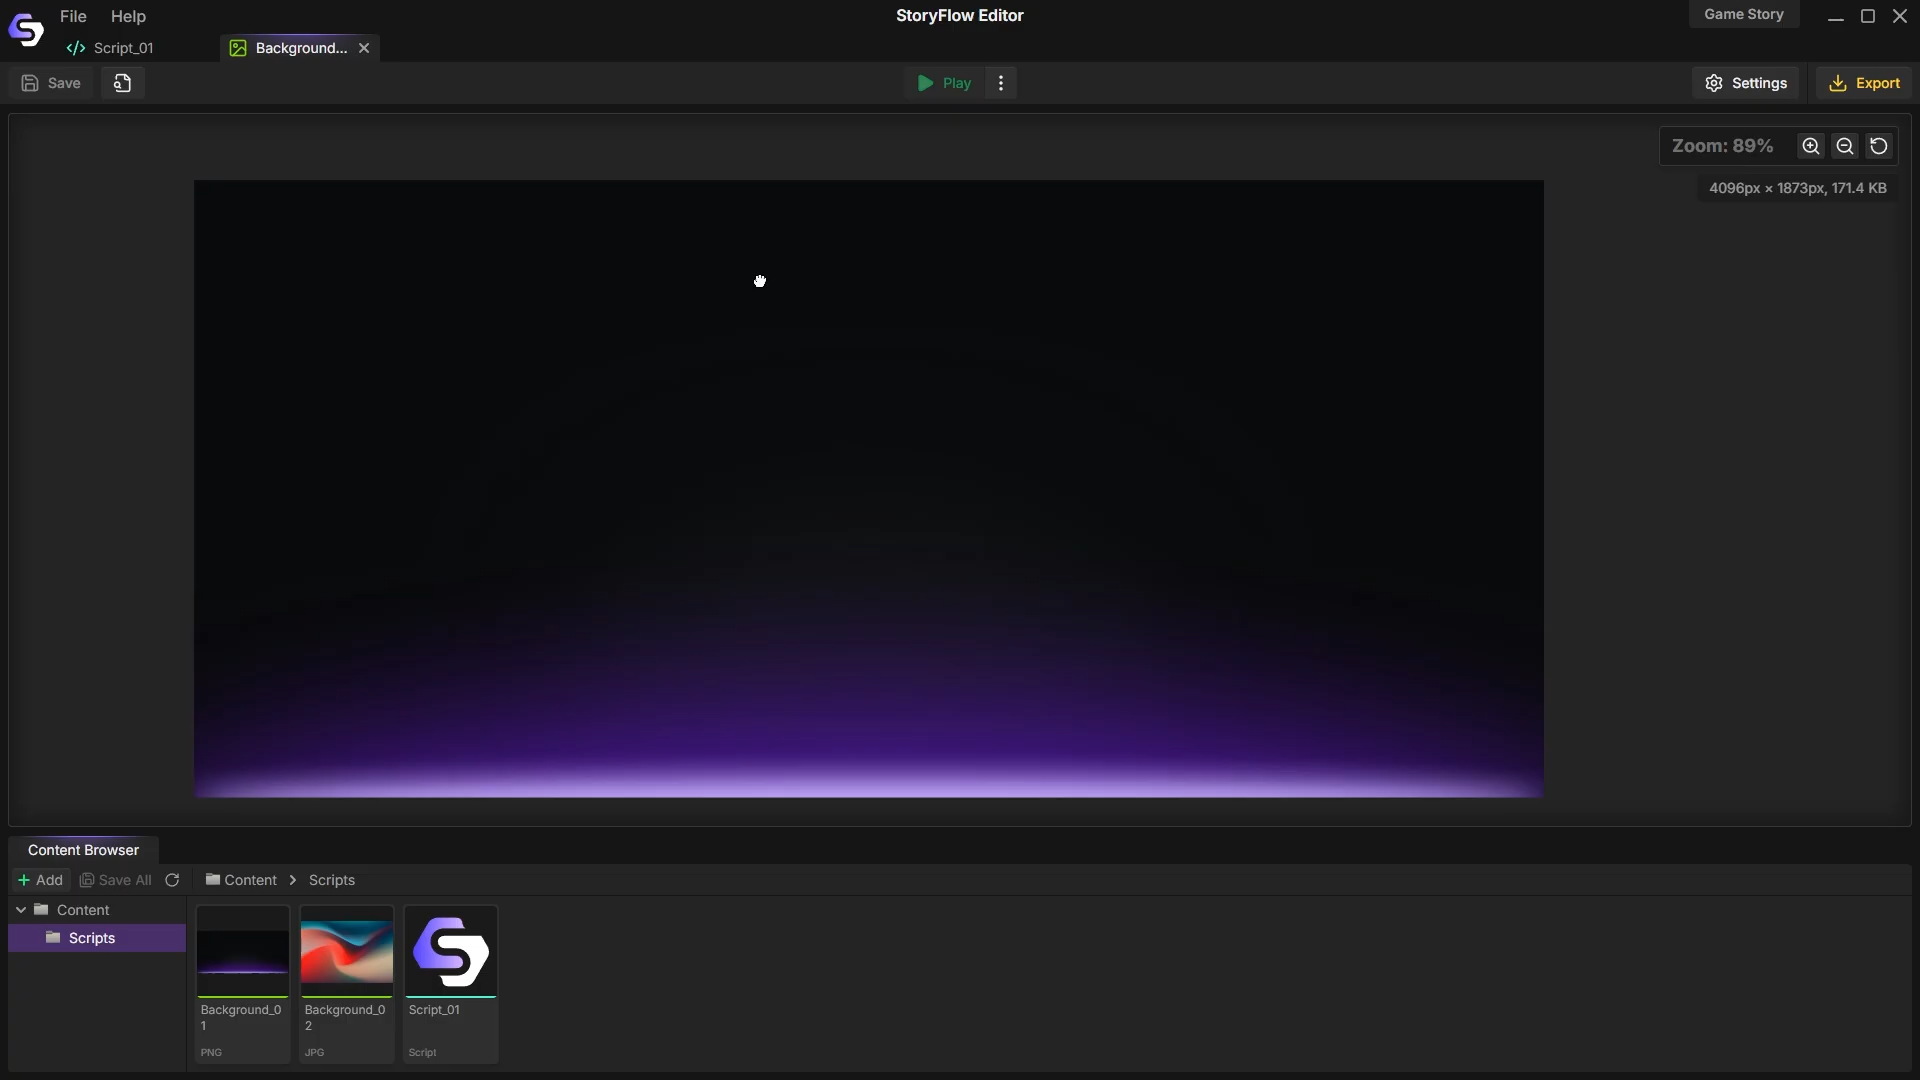 File Help
StoryFlow Editor
Game Story
Script_01
Background...
Save
Play
Settings
Export
Zoom: 89%
4096px × 1873px, 171.4 KB
Content Browser
Add
Save All
Content
Scripts
Content
Scripts
Background_0
1
PNG
Background_0
2
JPG
Script_01
Script